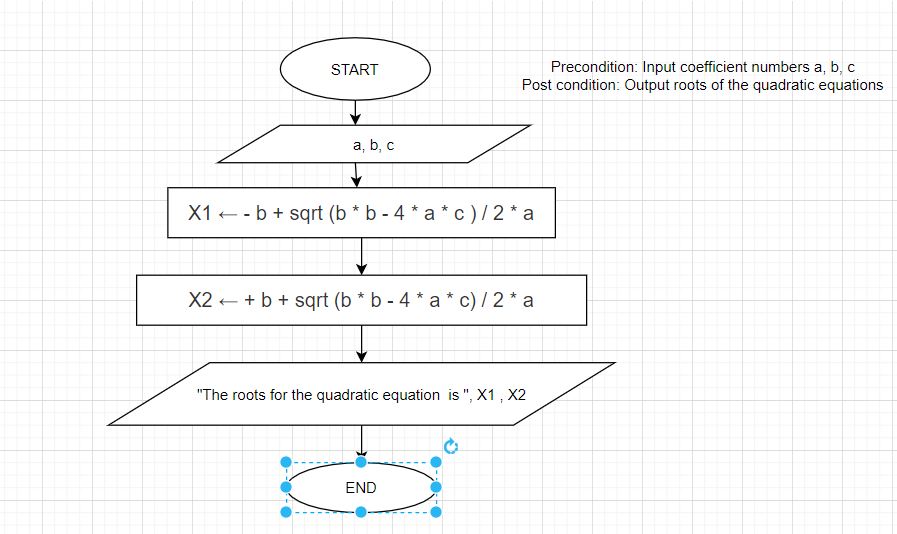 START
Precondition: Input coefficient numbers a, b, c
Post condition: Output roots of the quadratic equations
a, b, c
X1 ← - b + sqrt (b * b - 4 * a * c ) / 2 * a
X2 ← + b + sqrt (b * b - 4 * a * c) / 2 * a
"The roots for the quadratic equation is ", X1 , X2
END